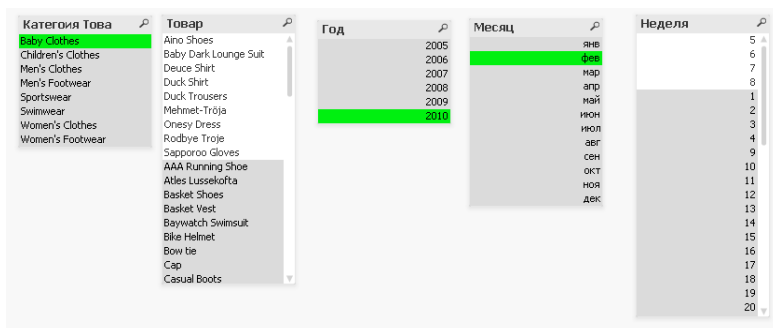 Категоия Това
Baby Clothes
Children's Clothes
Men's Clothes
Men's Footwear
Sportswear
Swimwear
Women's Clothes
Women's Footwear
Товар
Aino Shoes
Baby Dark Lounge Suit
Deuce Shirt
Duck Shirt
Duck Trousers
Mehmet-Tröja
Onesy Dress
Rodbye Troje
Sapporoo Gloves
AAA Running Shoe
Atles Lussekofta
Basket Shoes
Basket Vest
Baywatch Swimsuit
Bike Helmet
Bow tie
Cap
Casual Boots
Год
2005
2006
2007
2008
2009
2010
Месяц
янв
фев
мар
апр
май
июн
июл
авг
сен
окт
ноя
дек
Неделя
5
6
7
8
1
2
3
4
9
10
11
12
13
14
15
16
17
18
19
20